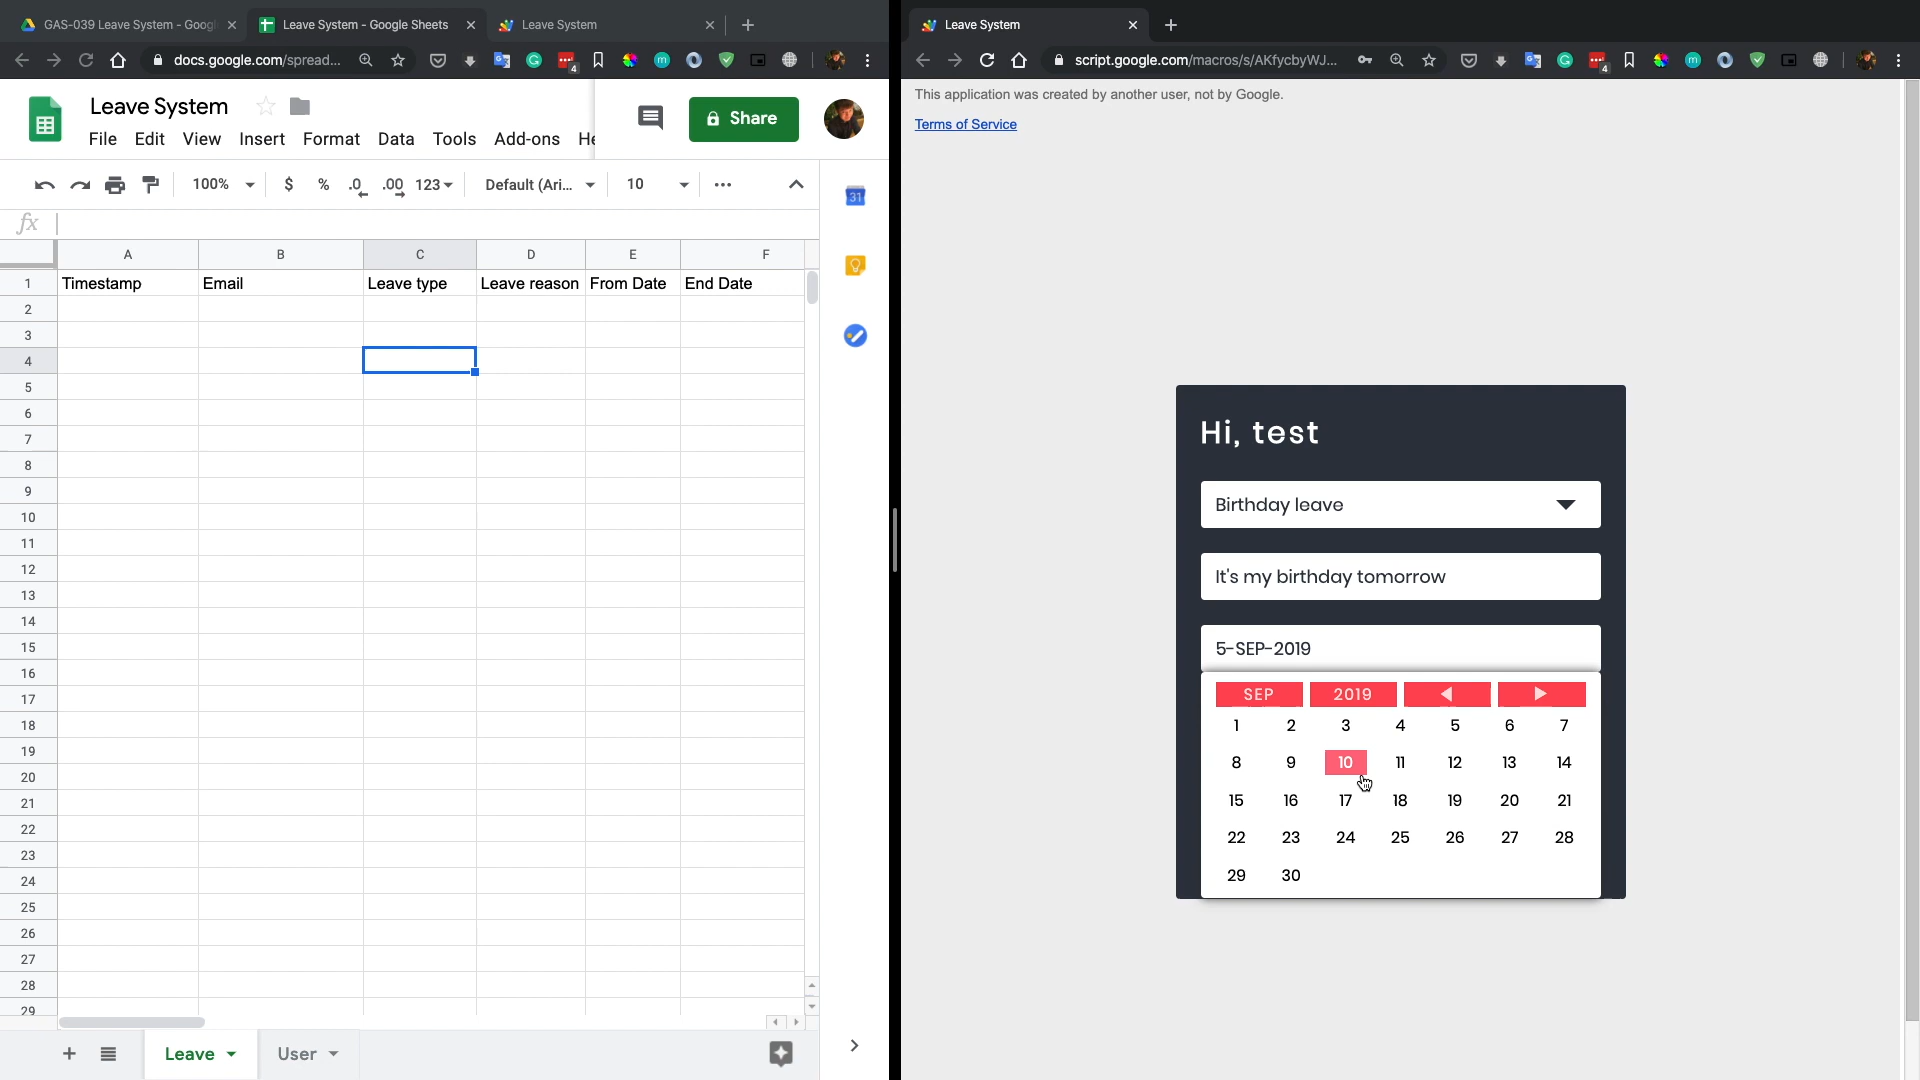 GAS-039 Leave System - Goog
Leave System - Google Sheets
Leave System
docs.google.com/spread...
4
Leave System
File Edit View Insert Format Data Tools Add-ons He
Share
100% $ % .0 .00 123 Default (Ari... 10
31
fx
A B C D E F
1 Timestamp Email Leave type Leave reason From Date End Date
2
3
4
5
6
7
8
9
10
11
12
13
14
15
16
17
18
19
20
21
22
23
24
25
26
27
28
29
Leave User
Leave System
script.google.com/macros/s/AKfycbyWJ...
m
4
This application was created by another user, not by Google.
Terms of Service
Hi, test
Birthday leave
It's my birthday tomorrow
5-SEP-2019
SEP 2019
1 2 3 4 5 6 7
8 9 10 11 12 13 14
15 16 17 18 19 20 21
22 23 24 25 26 27 28
29 30